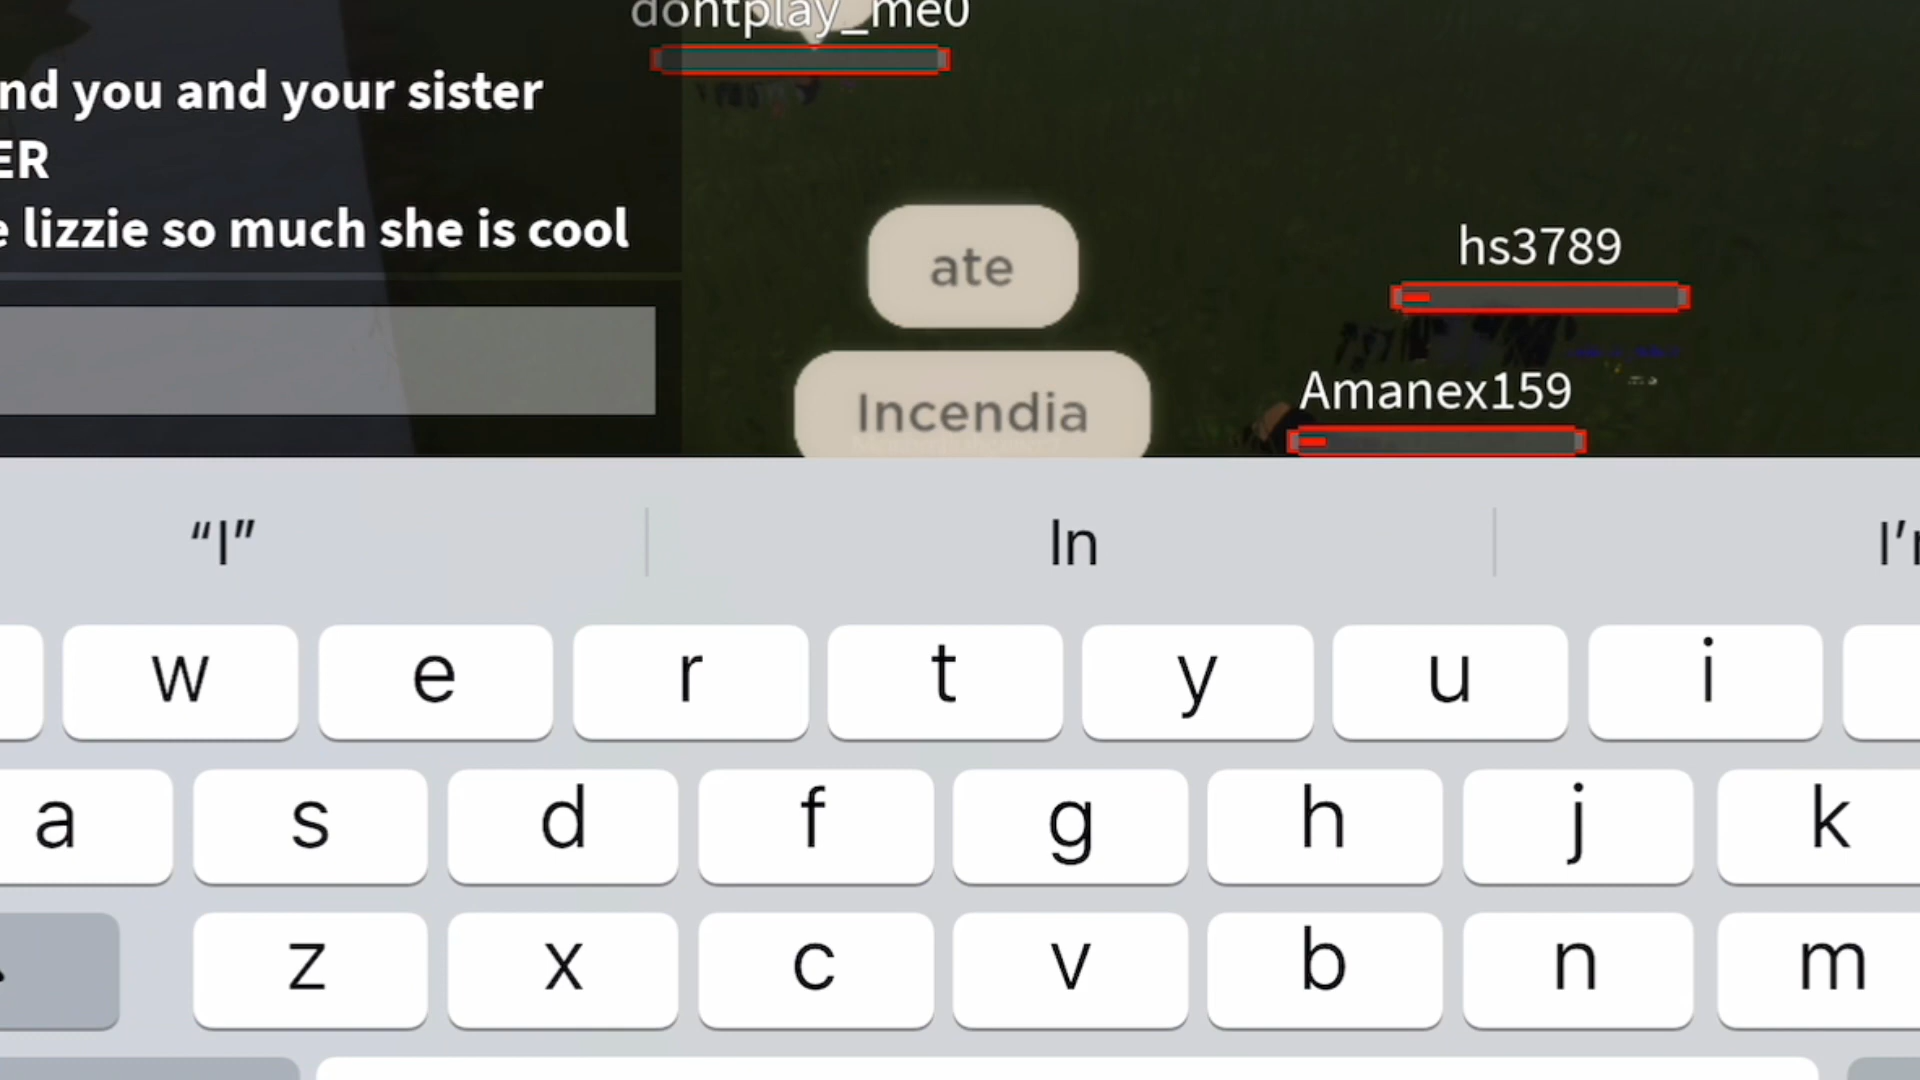 dontplay_me0
nd you and your sister
ER
e lizzie so much she is cool
ate
hs3789
Incendia
Amanex159
“I”
In
w e r t y u i
a s d f g h j k
z x c v b n m